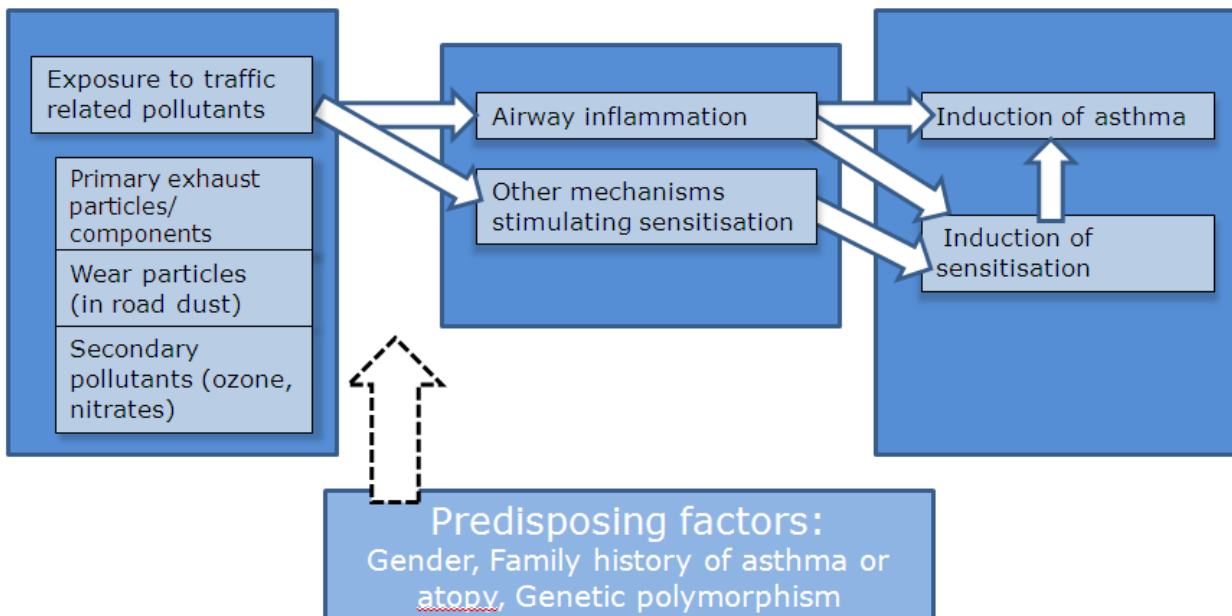 Exposure to traffic
related pollutants
Primary exhaust
particles/
components
Wear particles
(in road dust)
Secondary
pollutants (ozone,
nitrates)
Airway inflammation
Other mechanisms
stimulating sensitisation
Induction of asthma
Induction of
sensitisation
Predisposing factors:
Gender, Family history of asthma or
atopy, Genetic polymorphism